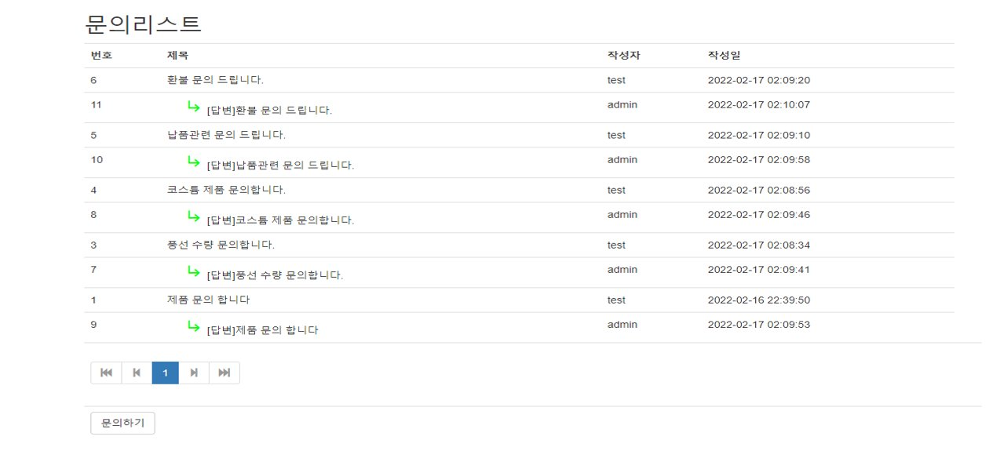 문의리스트
번호 제목 작성자 작성일
6 환불 문의 드립니다. test 2022-02-17 02:09:20
11 [답변]환불 문의 드립니다. admin 2022-02-17 02:10:07
5 납품관련 문의 드립니다. test 2022-02-17 02:09:10
10 [답변]납품관련 문의 드립니다. admin 2022-02-17 02:09:58
4 코스튬 제품 문의합니다. test 2022-02-17 02:08:56
8 [답변]코스튬 제품 문의합니다. admin 2022-02-17 02:09:46
3 풍선 수량 문의합니다. test 2022-02-17 02:08:34
7 [답변]풍선 수량 문의합니다. admin 2022-02-17 02:09:41
1 제품 문의 합니다 test 2022-02-16 22:39:50
9 [답변]제품 문의 합니다 admin 2022-02-17 02:09:53
1
문의하기